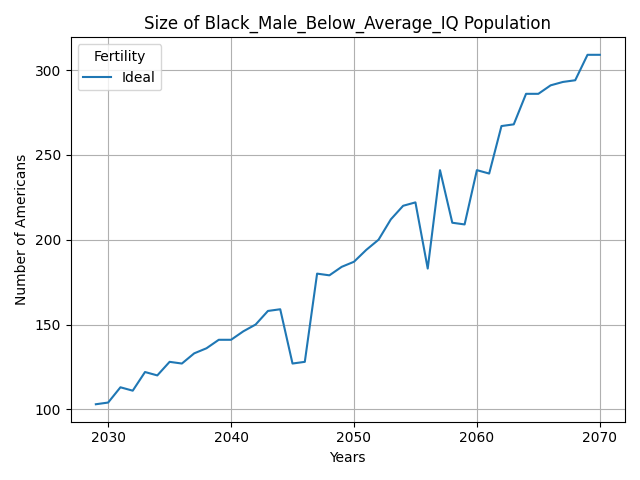 Size of Black_Male_Below_Average_IQ Population
Fertility
Ideal
Number of Americans
300
250
200
150
100
2030 2040 2050 2060 2070
Years